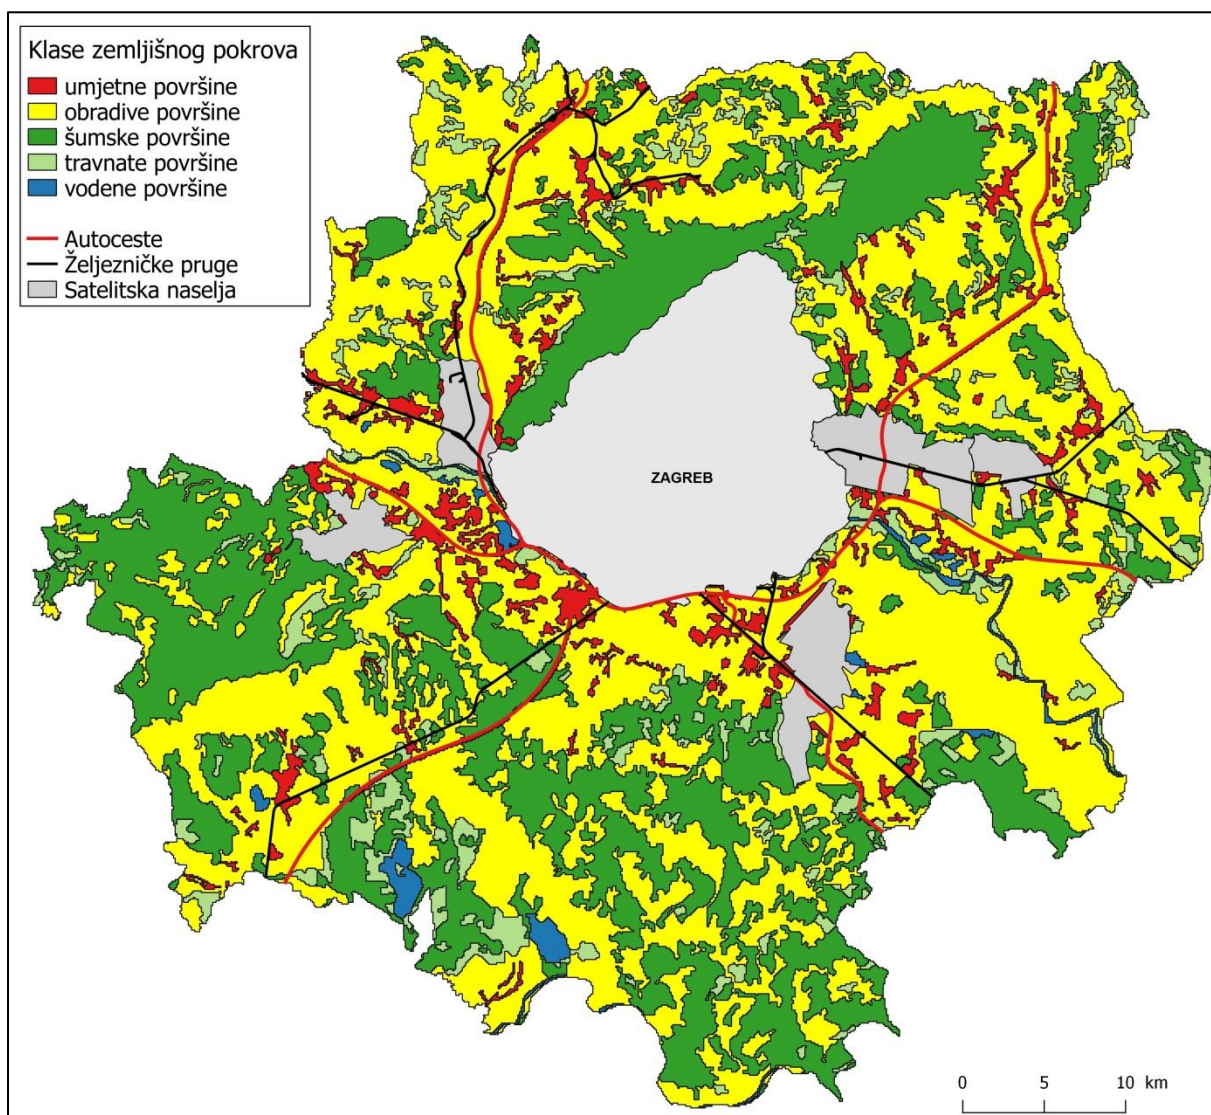 Klase zemljišnog pokrova
umjetne površine
obradive površine
šumske površine
travnate površine
vodene površine
Autoceste
Željezničke pruge
Satelitska naselja
ZAGREB
0 5 10 km